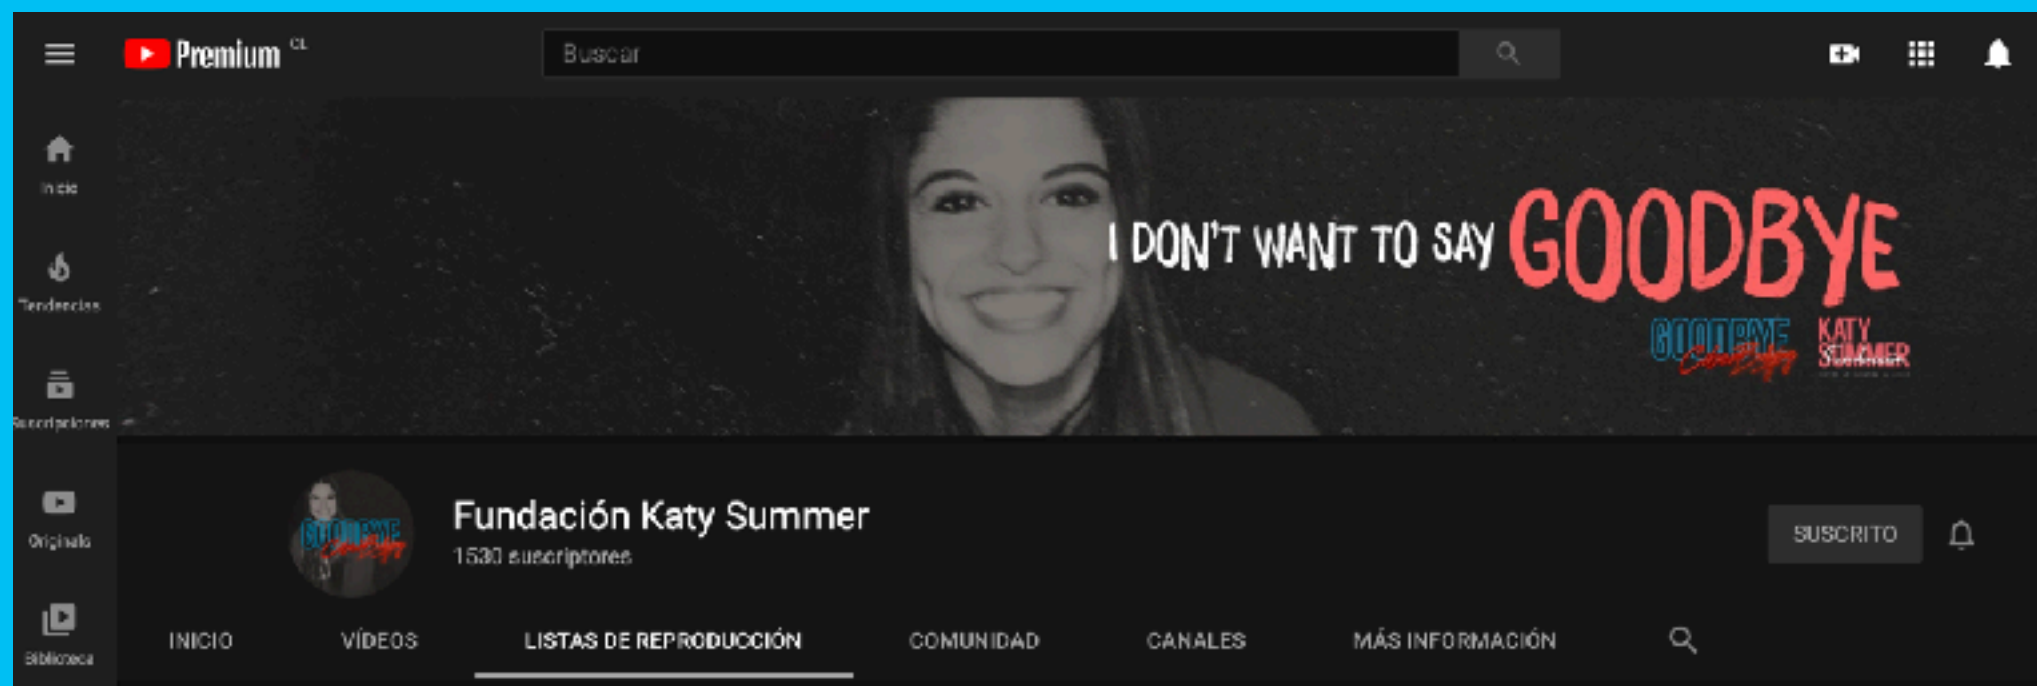 Premium CL
Buscar
Inicio
Tendencias
Suscripciones
Originals
Biblioteca
I DON'T WANT TO SAY GOODBYE
GOODBYE
KATY
SUMMER
Fundación Katy Summer
1530 suscriptores
SUSCRITO
INICIO VÍDEOS LISTAS DE REPRODUCCIÓN COMUNIDAD CANALES MÁS INFORMACIÓN